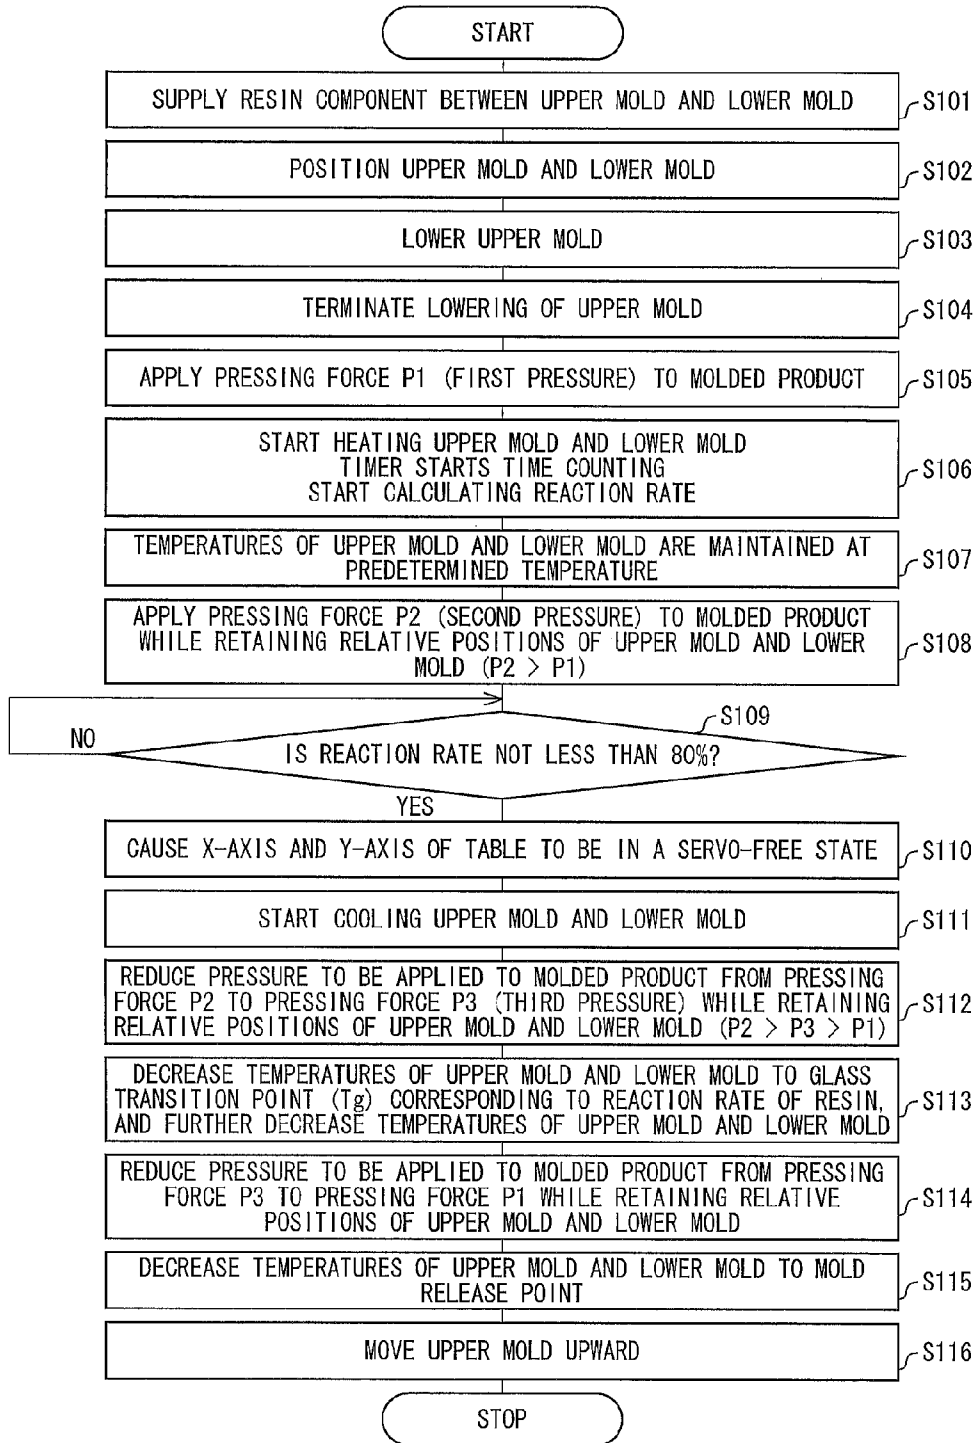 START
SUPPLY RESIN COMPONENT BETWEEN UPPER MOLD AND LOWER MOLD
S101
POSITION UPPER MOLD AND LOWER MOLD
S102
LOWER UPPER MOLD
S103
TERMINATE LOWERING OF UPPER MOLD
S104
APPLY PRESSING FORCE P1 (FIRST PRESSURE) TO MOLDED PRODUCT
S105
START HEATING UPPER MOLD AND LOWER MOLD
TIMER STARTS TIME COUNTING
START CALCULATING REACTION RATE
S106
TEMPERATURES OF UPPER MOLD AND LOWER MOLD ARE MAINTAINED AT
PREDETERMINED TEMPERATURE
S107
APPLY PRESSING FORCE P2 (SECOND PRESSURE) TO MOLDED PRODUCT
WHILE RETAINING RELATIVE POSITIONS OF UPPER MOLD AND LOWER
MOLD (P2 > P1)
S108
S109
NO
IS REACTION RATE NOT LESS THAN 80%?
YES
CAUSE X-AXIS AND Y-AXIS OF TABLE TO BE IN A SERVO-FREE STATE
S110
START COOLING UPPER MOLD AND LOWER MOLD
S111
REDUCE PRESSURE TO BE APPLIED TO MOLDED PRODUCT FROM PRESSING
FORCE P2 TO PRESSING FORCE P3 (THIRD PRESSURE) WHILE RETAINING
RELATIVE POSITIONS OF UPPER MOLD AND LOWER MOLD (P2 > P3 > P1)
S112
DECREASE TEMPERATURES OF UPPER MOLD AND LOWER MOLD TO GLASS
TRANSITION POINT (Tg) CORRESPONDING TO REACTION RATE OF RESIN,
AND FURTHER DECREASE TEMPERATURES OF UPPER MOLD AND LOWER MOLD
S113
REDUCE PRESSURE TO BE APPLIED TO MOLDED PRODUCT FROM PRESSING
FORCE P3 TO PRESSING FORCE P1 WHILE RETAINING RELATIVE
POSITIONS OF UPPER MOLD AND LOWER MOLD
S114
DECREASE TEMPERATURES OF UPPER MOLD AND LOWER MOLD TO MOLD
RELEASE POINT
S115
MOVE UPPER MOLD UPWARD
S116
STOP